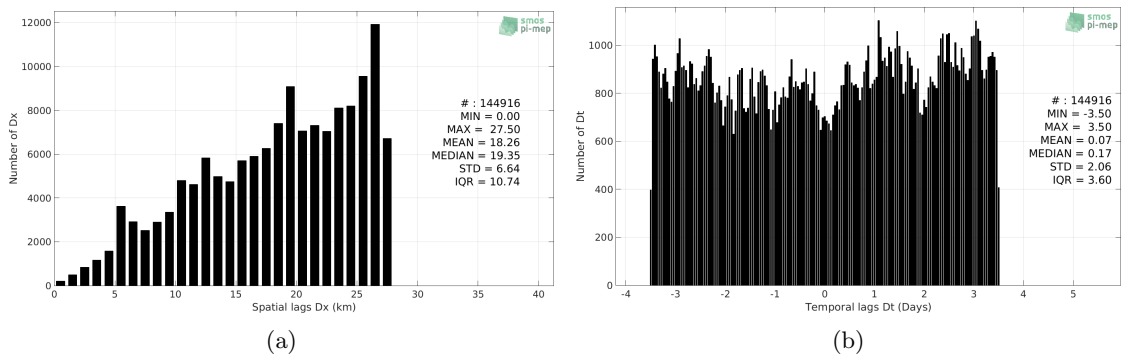 smos
pi-mep
12000
10000
8000
6000
4000
2000
0
Number of Dx
# : 144916
MIN = 0.00
MAX = 27.50
MEAN = 18.26
MEDIAN = 19.35
STD = 6.64
IQR = 10.74
0 5 10 15 20 25 30 35 40
Spatial lags Dx (km)
(a)
smos
pi-mep
1000
800
600
400
200
0
Number of Dt
# : 144916
MIN = -3.50
MAX = 3.50
MEAN = 0.07
MEDIAN = 0.17
STD = 2.06
IQR = 3.60
-4 -3 -2 -1 0 1 2 3 4 5
Temporal lags Dt (Days)
(b)